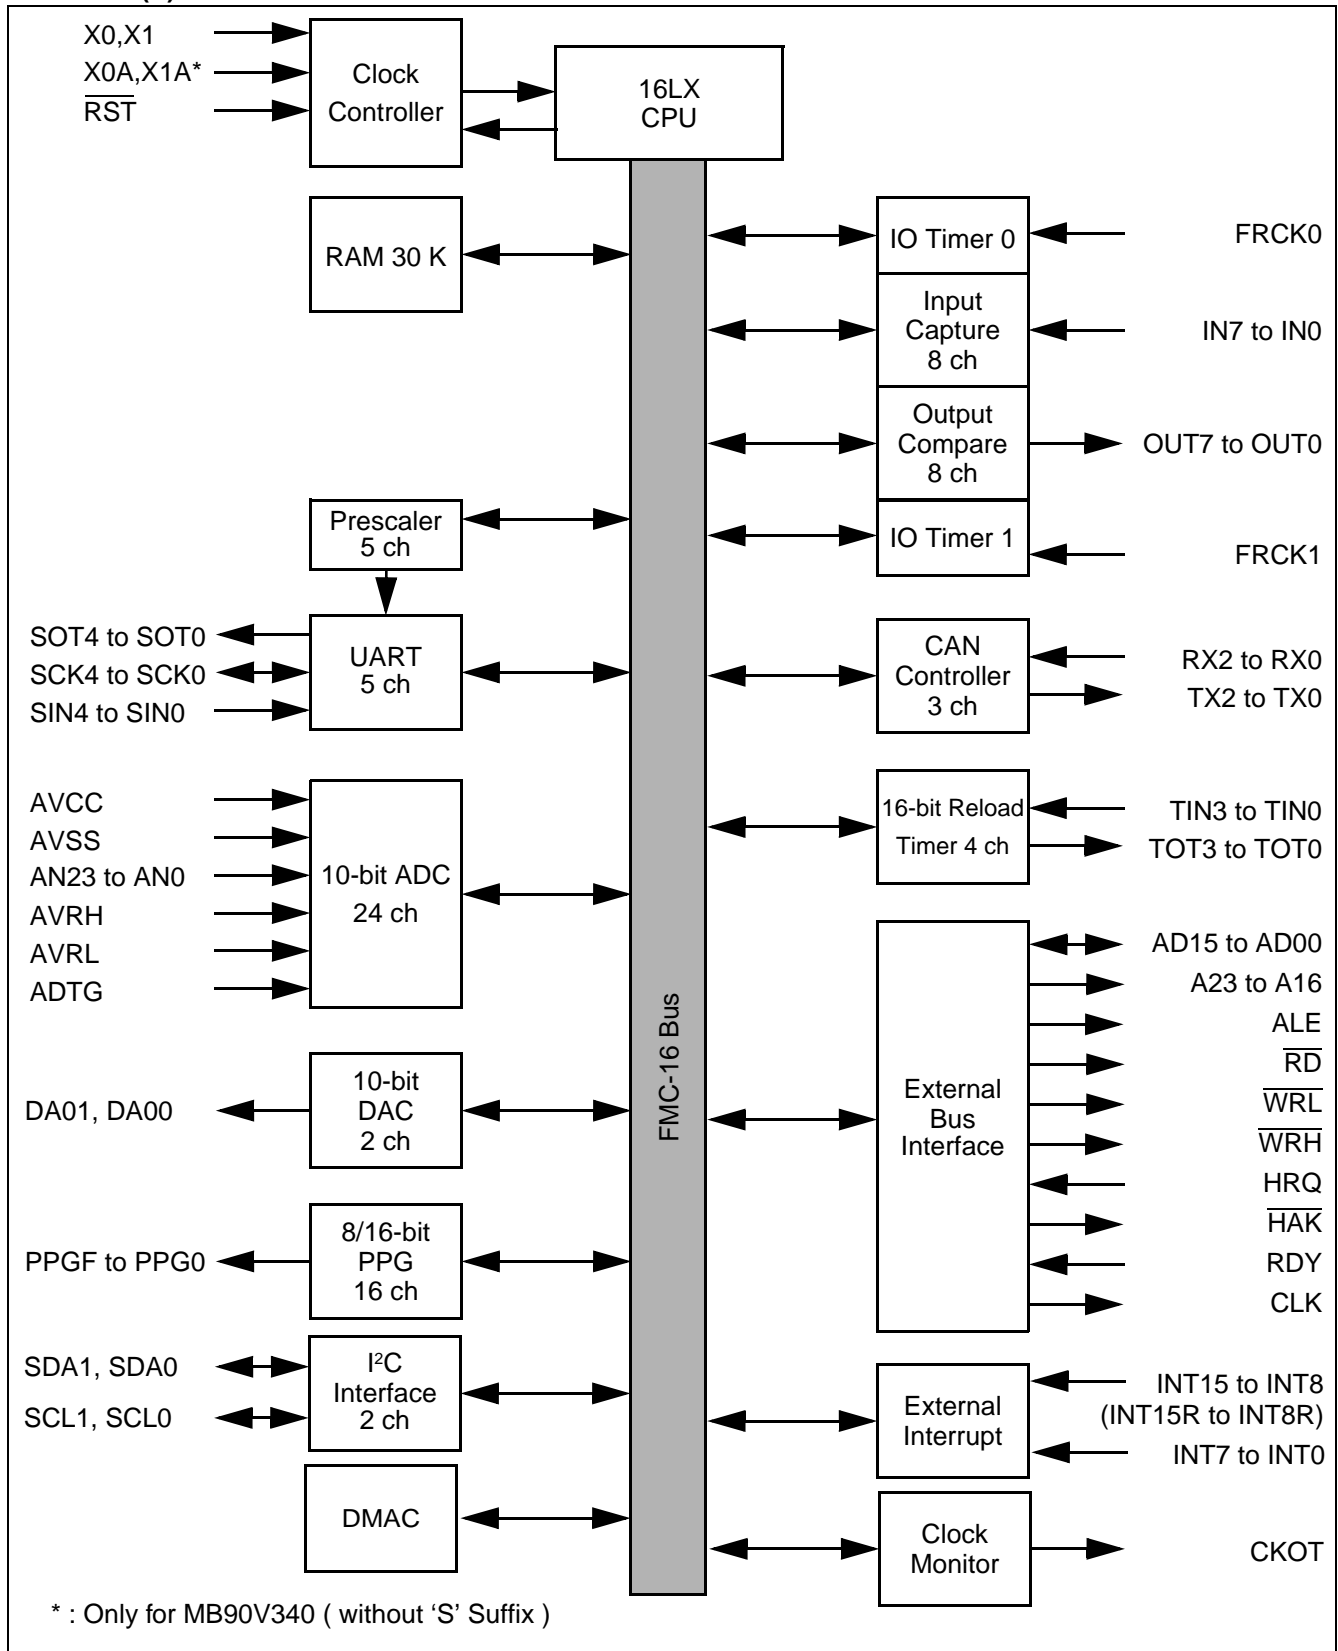 X0,X1
X0A,X1A*
RST
Clock
Controller
16LX
CPU
RAM 30 K
IO Timer 0
FRCK0
Input
Capture
8 ch
IN7 to IN0
Output
Compare
8 ch
OUT7 to OUT0
Prescaler
5 ch
IO Timer 1
FRCK1
SOT4 to SOT0
SCK4 to SCK0
SIN4 to SIN0
UART
5 ch
CAN
Controller
3 ch
RX2 to RX0
TX2 to TX0
AVCC
AVSS
AN23 to AN0
AVRH
AVRL
ADTG
10-bit ADC
24 ch
16-bit Reload
Timer 4 ch
TIN3 to TIN0
TOT3 to TOT0
FMC-16 Bus
External
Bus
Interface
AD15 to AD00
A23 to A16
ALE
RD
WRL
WRH
HRQ
HAK
RDY
CLK
DA01, DA00
10-bit
DAC
2 ch
PPGF to PPG0
8/16-bit
PPG
16 ch
SDA1, SDA0
SCL1, SCL0
I²C
Interface
2 ch
External
Interrupt
INT15 to INT8
(INT15R to INT8R)
INT7 to INT0
DMAC
Clock
Monitor
CKOT
* : Only for MB90V340 ( without ‘S’ Suffix )